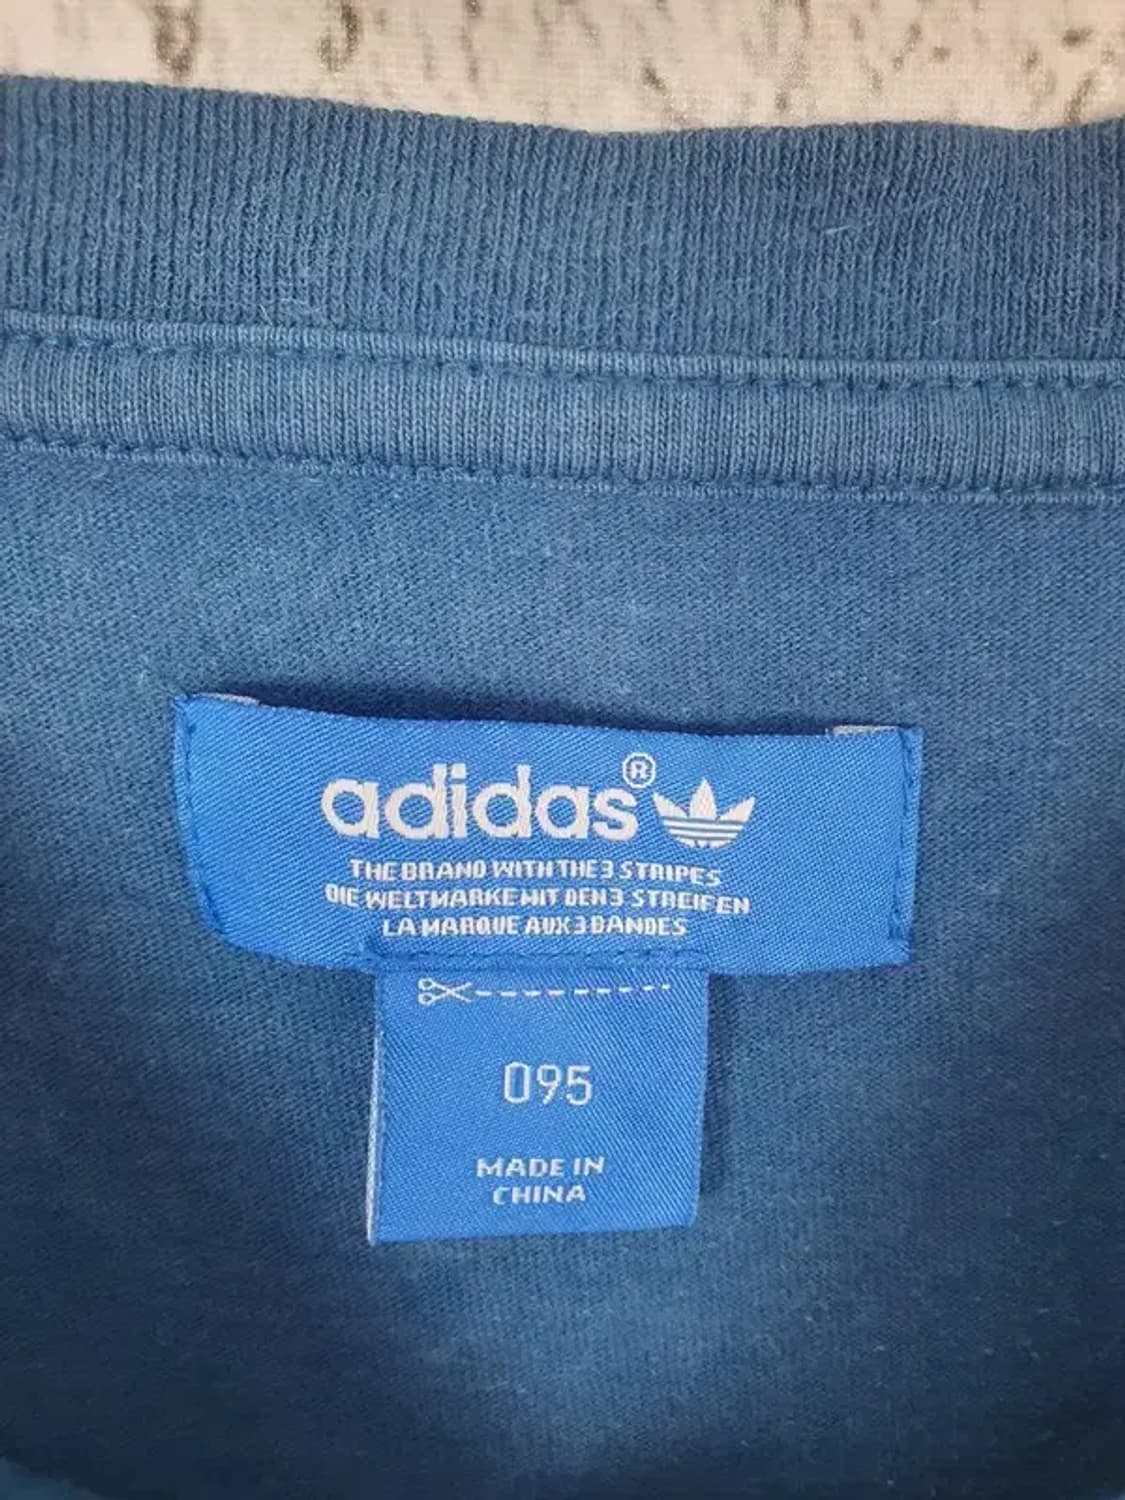 adidas®
THE BRAND WITH THE 3 STRIPES
DIE WELTMARKE MIT DEN 3 STREIFEN
LA MARQUE AUX 3 BANDES
095
MADE IN
CHINA